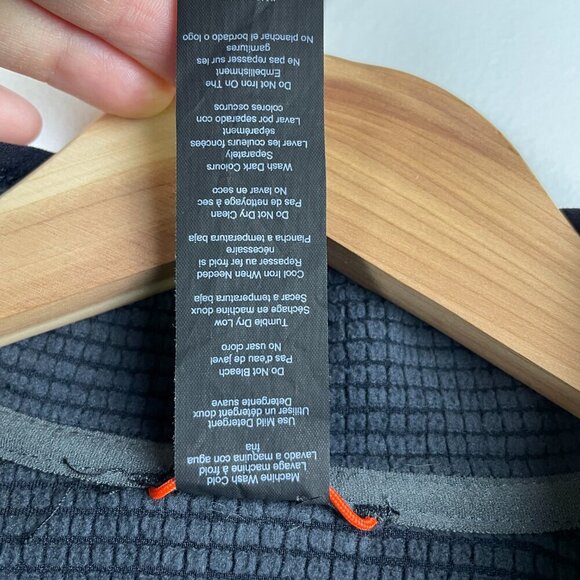 Machine Wash Cold
Lavage machine à froid
Lavado a maquina con agua
fria
Use Mild Detergent
Utiliser un détergent doux
Detergente suave
Do Not Bleach
Pas d'eau de javel
No usar cloro
Tumble Dry Low
Séchage en machine doux
Secar a temperatura baja
Cool Iron When Needed
Repasser au fer froid si
nécessaire
Plancha a temperatura baja
Do Not Dry Clean
Pas de nettoyage à sec
No lavar en seco
Wash Dark Colours
Separately
Laver les couleurs foncées
séparément
Lavar por separado con
colores oscuros
Do Not Iron On The
Embellishment
Ne pas repasser sur les
garnitures
No planchar el bordado o logo